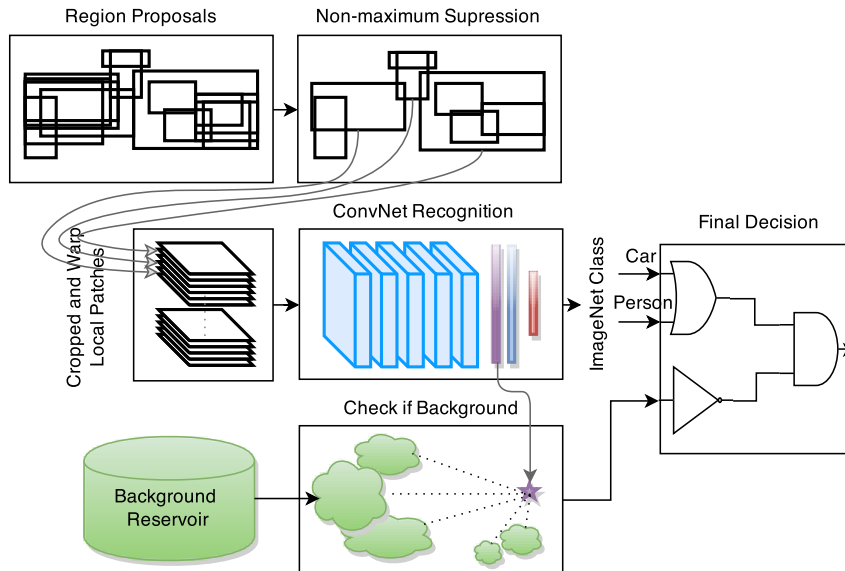 Region Proposals
Non-maximum Supression
Cropped and Warp
Local Patches
ConvNet Recognition
ImageNet Class
Final Decision
Car
Person
Check if Background
Background
Reservoir